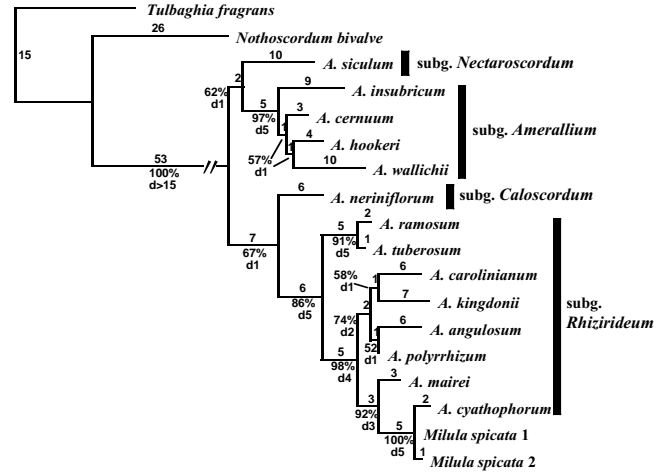 Tulbaghia fragrans
15
26
Nothoscordum bivalve
10
A. siculum
subg. Nectaroscordum
2
62%
d1
9
A. insubricum
5
97%
d5
3
A. cernuum
1
subg. Amerallium
4
A. hookeri
1
57%
d1
10
A. wallichii
53
100%
d>15
6
A. neriniflorum
subg. Caloscordum
7
67%
d1
2
A. ramosum
5
91%
d5
1
A. tuberosum
58%
d1
1
6
A. carolinianum
6
86%
d5
7
A. kingdonii
subg.
Rhizirideum
2
74%
d2
1
6
A. angulosum
52
d1
A. polyrrhizum
5
98%
d4
3
A. mairei
3
92%
d3
2
A. cyathophorum
5
100%
d5
Milula spicata 1
1
Milula spicata 2